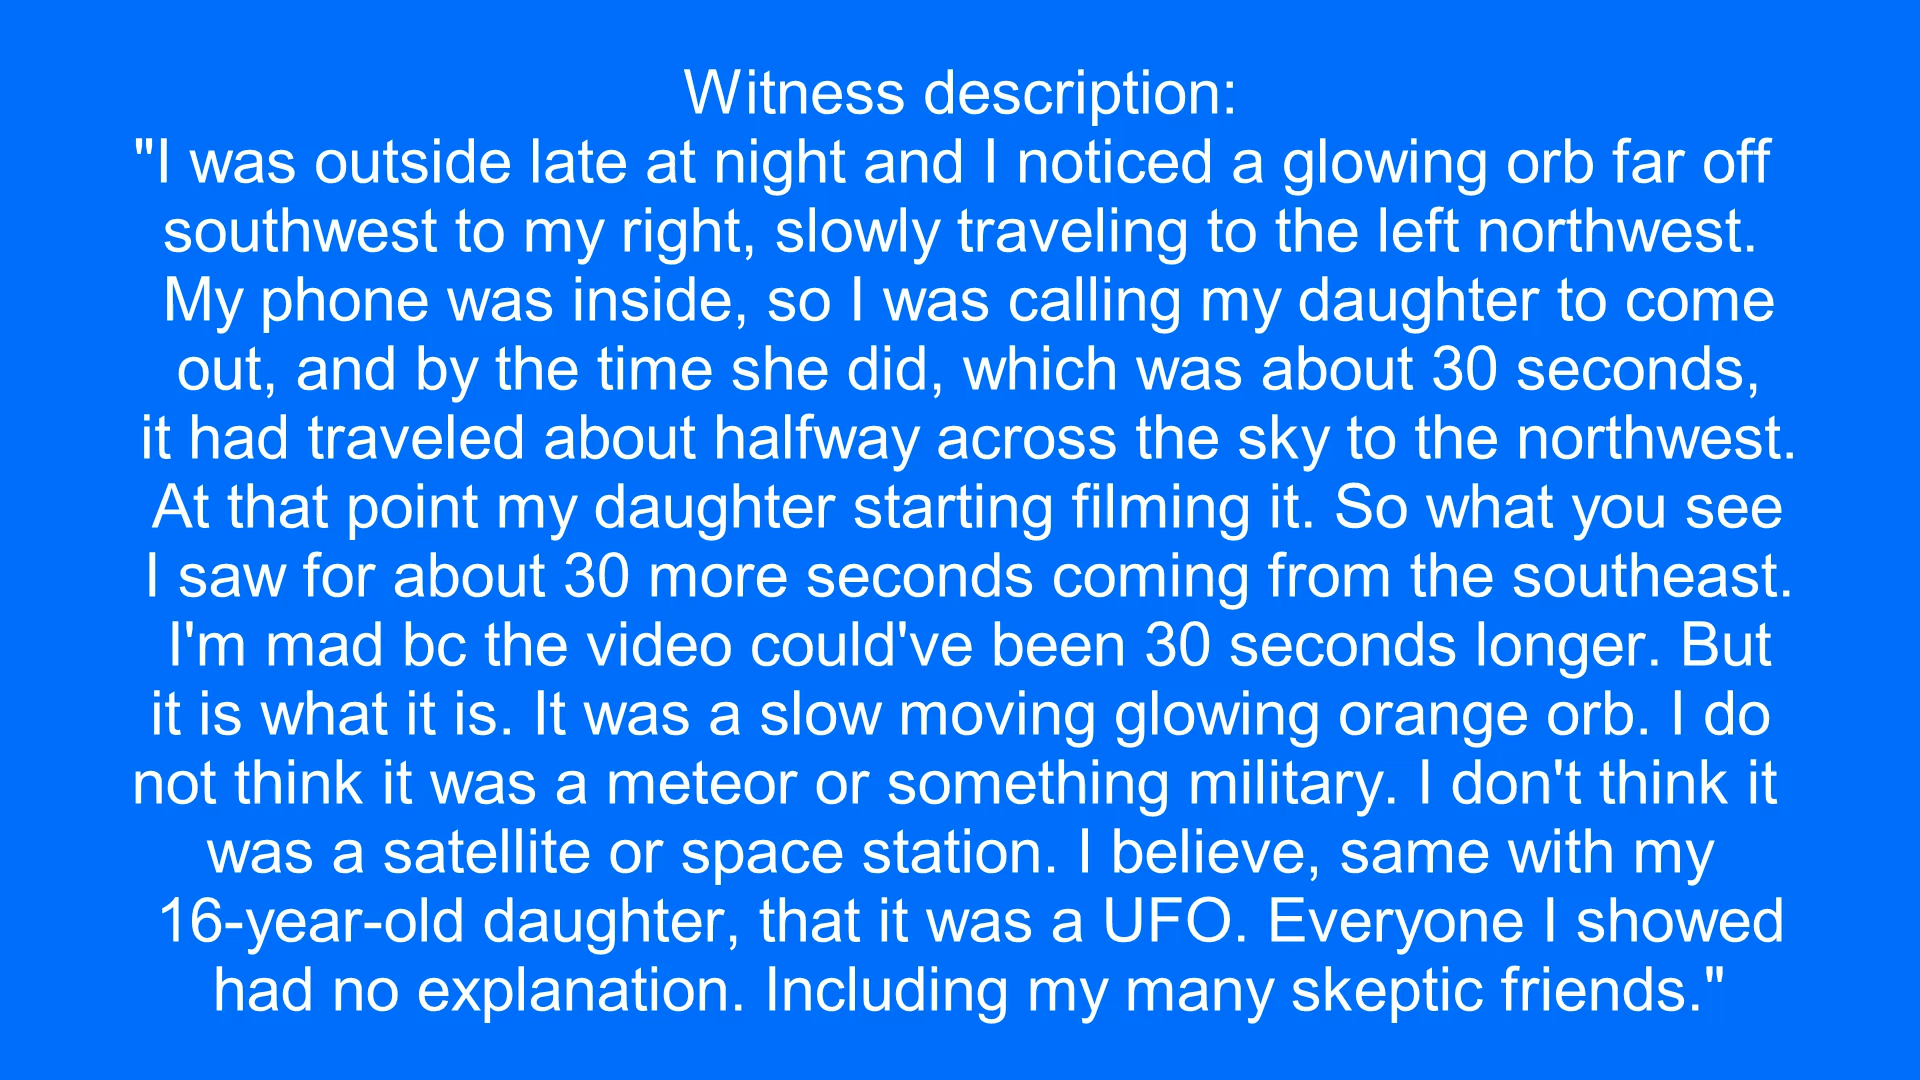 Witness description:
"I was outside late at night and I noticed a glowing orb far off
southwest to my right, slowly traveling to the left northwest.
My phone was inside, so I was calling my daughter to come
out, and by the time she did, which was about 30 seconds,
it had traveled about halfway across the sky to the northwest.
At that point my daughter starting filming it. So what you see
I saw for about 30 more seconds coming from the southeast.
I'm mad bc the video could've been 30 seconds longer. But
it is what it is. It was a slow moving glowing orange orb. I do
not think it was a meteor or something military. I don't think it
was a satellite or space station. I believe, same with my
16-year-old daughter, that it was a UFO. Everyone I showed
had no explanation. Including my many skeptic friends."